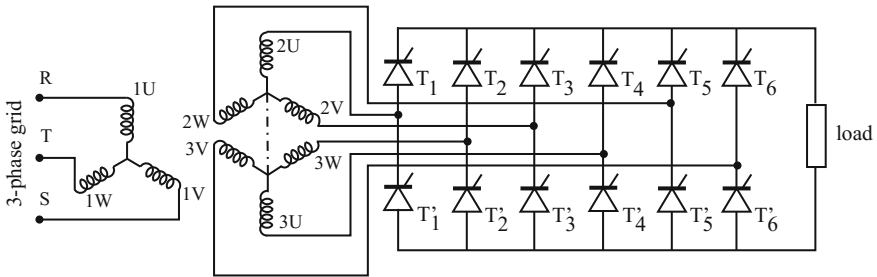 3-phase grid
R
T
S
1U
1W
1V
2U
2W
2V
3V
3W
3U
T1
T2
T3
T4
T5
T6
T'1
T'2
T'3
T'4
T'5
T'6
load